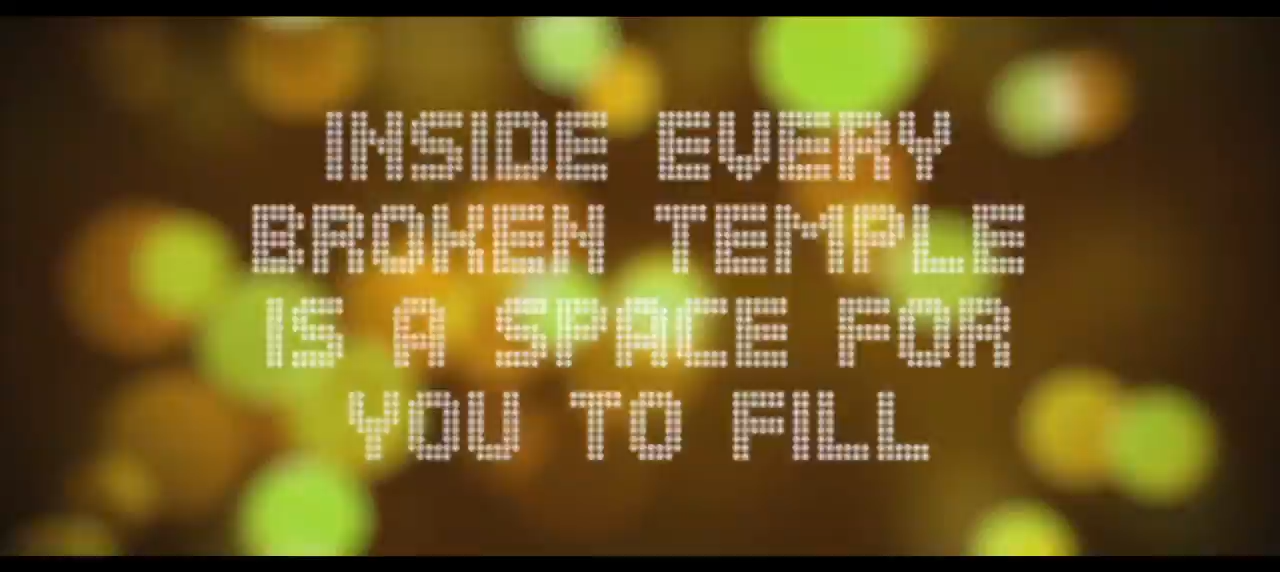 INSIDE EVERY
BROKEN TEMPLE
IS A SPACE FOR
YOU TO FILL